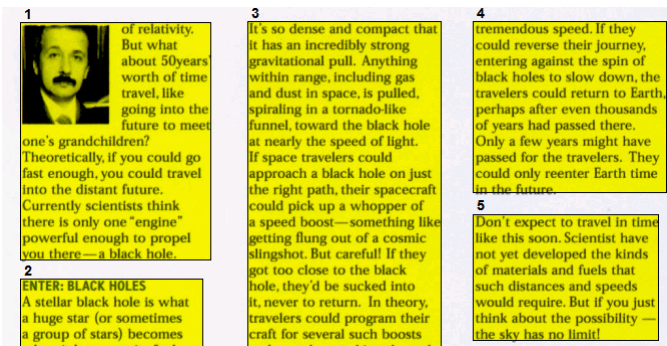 1
of relativity.
But what
about 50years'
worth of time
travel, like
going into the
future to meet
one's grandchildren?
Theoretically, if you could go
fast enough, you could travel
into the distant future.
Currently scientists think
there is only one "engine"
powerful enough to propel
you there—a black hole.
2
ENTER: BLACK HOLES
A stellar black hole is what
a huge star (or sometimes
a group of stars) becomes
3
It's so dense and compact that
it has an incredibly strong
gravitational pull. Anything
within range, including gas
and dust in space, is pulled,
spiraling in a tornado-like
funnel, toward the black hole
at nearly the speed of light.
If space travelers could
approach a black hole on just
the right path, their spacecraft
could pick up a whopper of
a speed boost—something like
getting flung out of a cosmic
slingshot. But careful! If they
got too close to the black
hole, they'd be sucked into
it, never to return. In theory,
travelers could program their
craft for several such boosts
4
tremendous speed. If they
could reverse their journey,
entering against the spin of
black holes to slow down, the
travelers could return to Earth,
perhaps after even thousands
of years had passed there.
Only a few years might have
passed for the travelers. They
could only reenter Earth time
in the future.
5
Don't expect to travel in time
like this soon. Scientist have
not yet developed the kinds
of materials and fuels that
such distances and speeds
would require. But if you just
think about the possibility —
the sky has no limit!